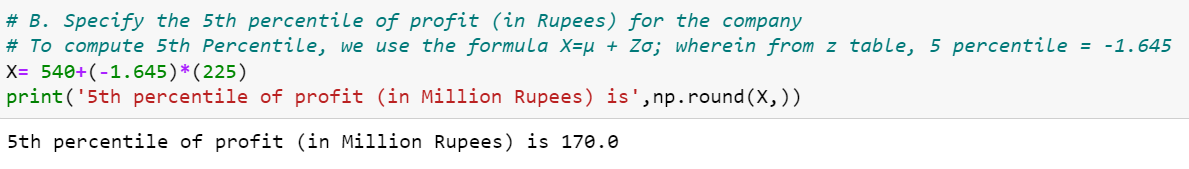 # B. Specify the 5th percentile of profit (in Rupees) for the company
# To compute 5th Percentile, we use the formula X=μ + Zσ; wherein from z table, 5 percentile = -1.645
X= 540+(-1.645)*(225)
print('5th percentile of profit (in Million Rupees) is',np.round(X,))
5th percentile of profit (in Million Rupees) is 170.0